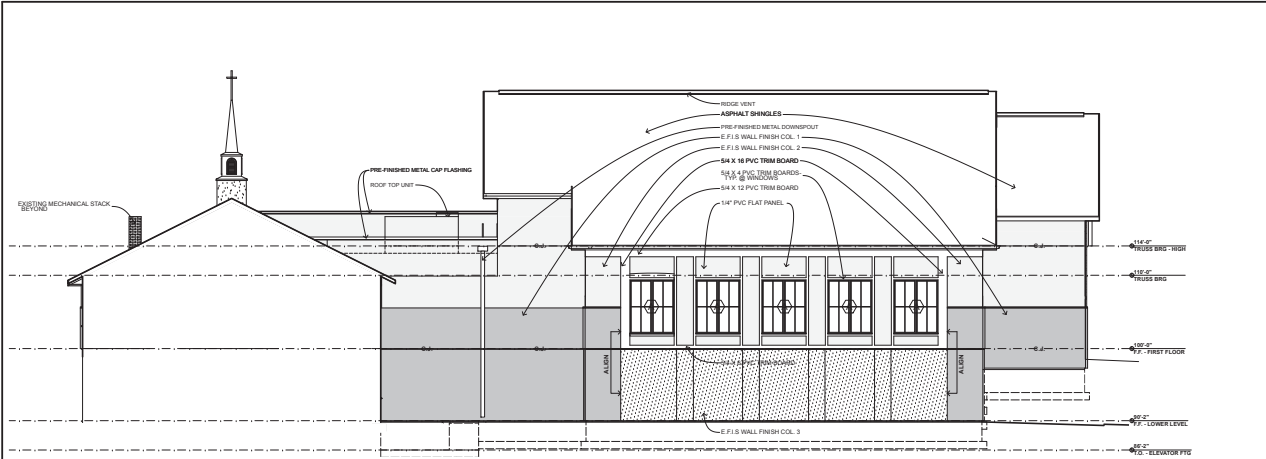 RIDGE VENT
ASPHALT SHINGLES
PRE-FINISHED METAL DOWNSPOUT
E.F.I.S WALL FINISH COL. 1
E.F.I.S WALL FINISH COL. 2
5/4 X 16 PVC TRIM BOARD
5/4 X 4 PVC TRIM BOARDS-
TYP. @ WINDOWS
5/4 X 12 PVC TRIM BOARD
1/4" PVC FLAT PANEL
PRE-FINISHED METAL CAP FLASHING
ROOF TOP UNIT
EXISTING MECHANICAL STACK
BEYOND
114'-0"
TRUSS BRG - HIGH
110'-0"
TRUSS BRG
100'-0"
F.F. - FIRST FLOOR
ALIGN
ALIGN
PVC TRIM BOARD
E.F.I.S WALL FINISH COL. 3
90'-2"
F.F. - LOWER LEVEL
86'-2"
T.O. - ELEVATOR FTG